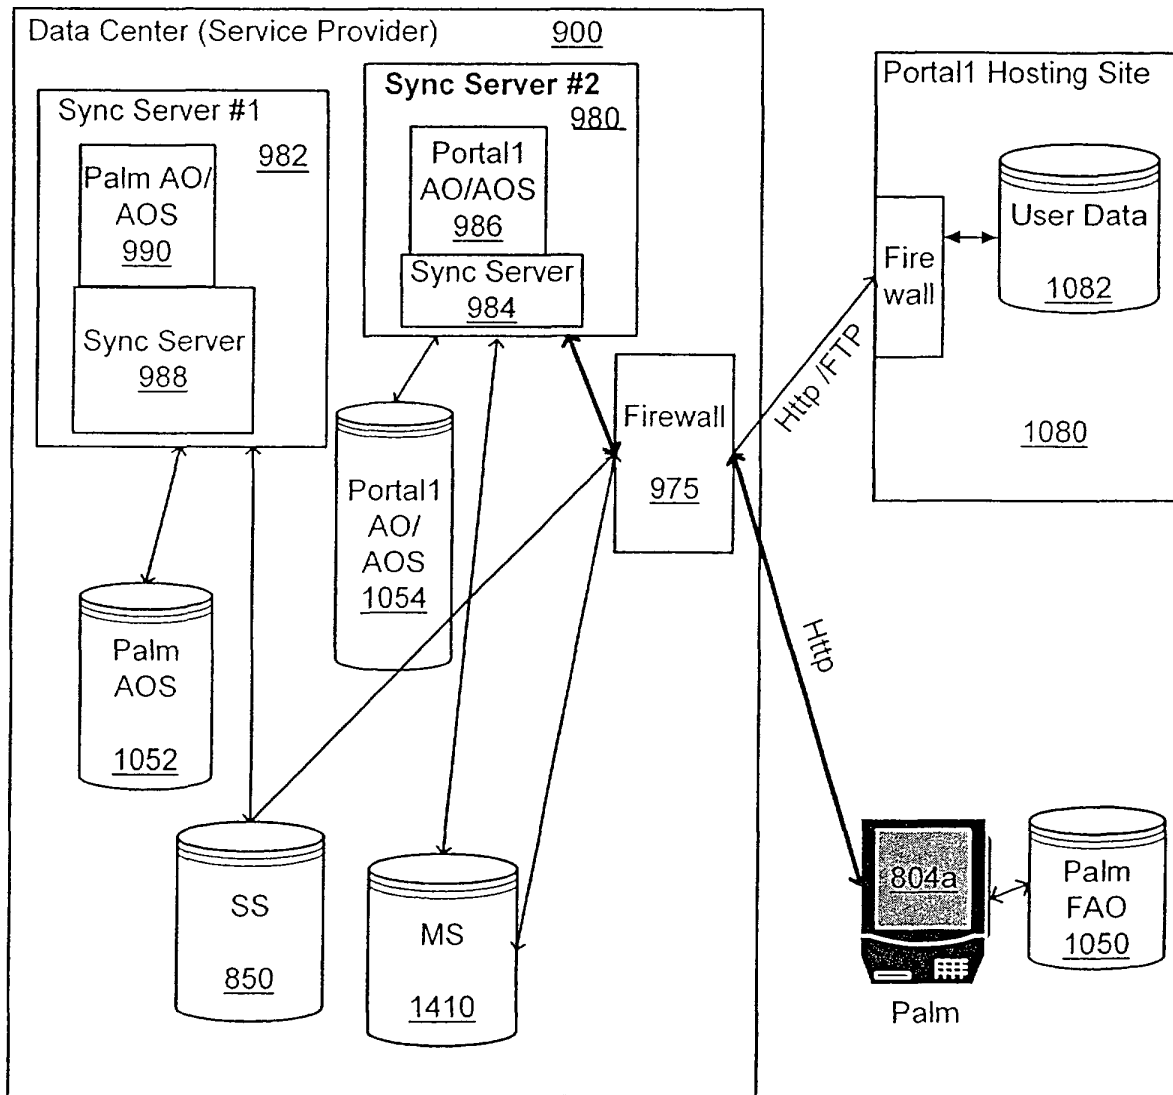 Data Center (Service Provider) 900
Sync Server #1
982
Palm AO/
AOS
990
Sync Server
988
Sync Server #2
980
Portal1
AO/AOS
986
Sync Server
984
Portal1 Hosting Site
Fire
wall
User Data
1082
1080
Http /FTP
Firewall
975
Portal1
AO/
AOS
1054
Palm
AOS
1052
Http
SS
850
MS
1410
804a
Palm
Palm
FAO
1050